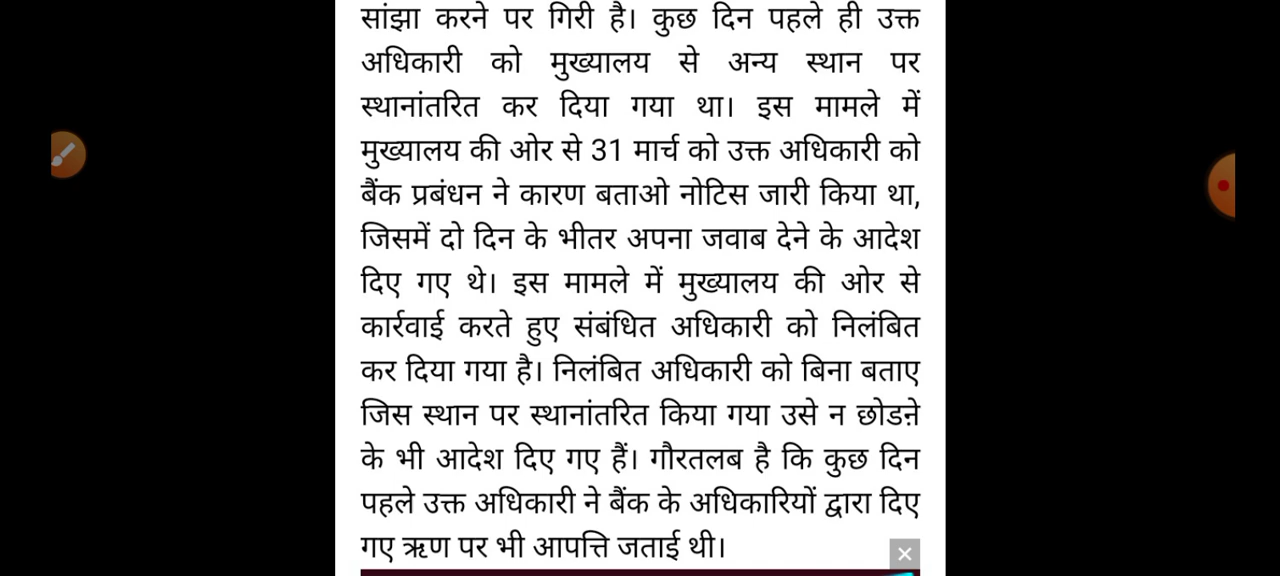 सांझा करने पर गिरी है। कुछ दिन पहले ही उक्त
अधिकारी को मुख्यालय से अन्य स्थान पर
स्थानांतरित कर दिया गया था। इस मामले में
मुख्यालय की ओर से 31 मार्च को उक्त अधिकारी को
बैंक प्रबंधन ने कारण बताओ नोटिस जारी किया था,
जिसमें दो दिन के भीतर अपना जवाब देने के आदेश
दिए गए थे। इस मामले में मुख्यालय की ओर से
कार्रवाई करते हुए संबंधित अधिकारी को निलंबित
कर दिया गया है। निलंबित अधिकारी को बिना बताए
जिस स्थान पर स्थानांतरित किया गया उसे न छोडऩे
के भी आदेश दिए गए हैं। गौरतलब है कि कुछ दिन
पहले उक्त अधिकारी ने बैंक के अधिकारियों द्वारा दिए
गए ऋण पर भी आपत्ति जताई थी।